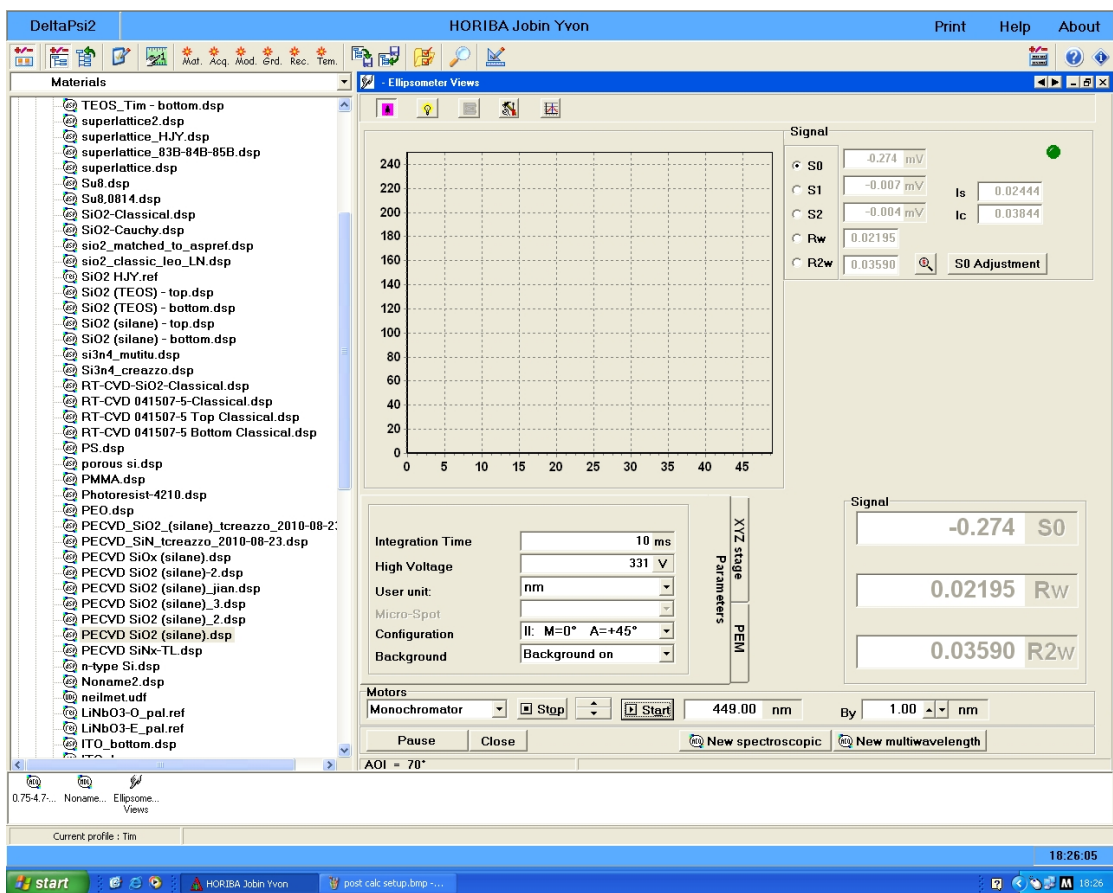 DeltaPsi2 HORIBA Jobin Yvon Print Help About
Mat. Acq. Mod. Grd. Rec. Tem.
Materials
- Ellipsometer Views
TEOS_Tim - bottom.dsp
superlattice2.dsp
superlattice_HJY.dsp
superlattice_83B-84B-85B.dsp
superlattice.dsp
Su8.dsp
Su8,0814.dsp
SiO2-Classical.dsp
SiO2-Cauchy.dsp
sio2_matched_to_aspref.dsp
sio2_classic_leo_LN.dsp
SiO2 HJY.ref
SiO2 (TEOS) - top.dsp
SiO2 (TEOS) - bottom.dsp
SiO2 (silane) - top.dsp
SiO2 (silane) - bottom.dsp
si3n4_mutitu.dsp
Si3n4_creazzo.dsp
RT-CVD-SiO2-Classical.dsp
RT-CVD 041507-5-Classical.dsp
RT-CVD 041507-5 Top Classical.dsp
RT-CVD 041507-5 Bottom Classical.dsp
PS.dsp
porous si.dsp
PMMA.dsp
Photoresist-4210.dsp
PEO.dsp
PECVD_SiO2_(silane)_tcreazzo_2010-08-2
PECVD_SiN_tcreazzo_2010-08-23.dsp
PECVD SiOx (silane).dsp
PECVD SiO2 (silane)-2.dsp
PECVD SiO2 (silane)_jian.dsp
PECVD SiO2 (silane)_3.dsp
PECVD SiO2 (silane)_2.dsp
PECVD SiO2 (silane).dsp
PECVD SiNx-TL.dsp
n-type Si.dsp
Noname2.dsp
neilmet.udf
LiNbO3-O_pal.ref
LiNbO3-E_pal.ref
ITO_bottom.dsp
240
220
200
180
160
140
120
100
80
60
40
20
0
0 5 10 15 20 25 30 35 40 45
Signal
S0 -0.274 mV
S1 -0.007 mV Is 0.02444
S2 -0.004 mV Ic 0.03844
Rw 0.02195
R2w 0.03590 S0 Adjustment
Integration Time 10 ms
High Voltage 331 V
User unit: nm
Micro-Spot
Configuration II: M=0° A=+45°
Background Background on
XYZ stage
Parameters
PEM
Signal
-0.274 S0
0.02195 Rw
0.03590 R2w
Motors
Monochromator Stop Start 449.00 nm By 1.00 nm
Pause Close New spectroscopic New multiwavelength
AOI = 70°
0.75-4.7-... Noname... Ellipsome...
Views
Current profile : Tim
18:26:05
start HORIBA Jobin Yvon post calc setup.bmp -... 18:26